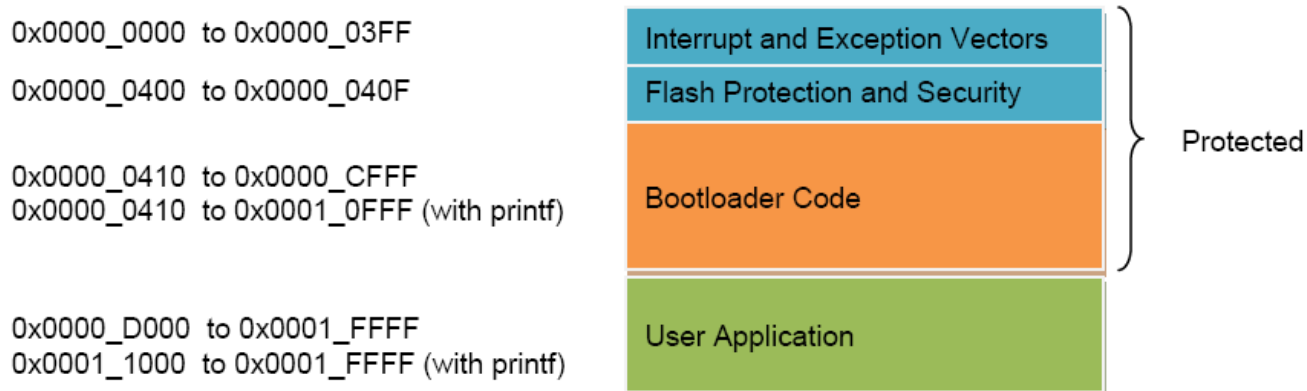 0x0000_0000 to 0x0000_03FF
Interrupt and Exception Vectors
0x0000_0400 to 0x0000_040F
Flash Protection and Security
Protected
0x0000_0410 to 0x0000_CFFF
0x0000_0410 to 0x0001_0FFF (with printf)
Bootloader Code
0x0000_D000 to 0x0001_FFFF
0x0001_1000 to 0x0001_FFFF (with printf)
User Application